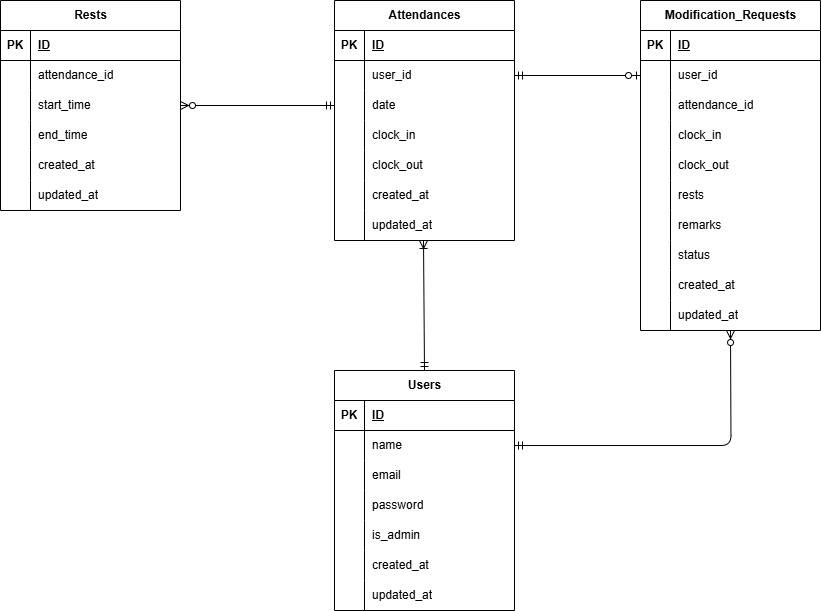 Rests
PK ID
attendance_id
start_time
end_time
created_at
updated_at
Attendances
PK ID
user_id
date
clock_in
clock_out
created_at
updated_at
Modification_Requests
PK ID
user_id
attendance_id
clock_in
clock_out
rests
remarks
status
created_at
updated_at
Users
PK ID
name
email
password
is_admin
created_at
updated_at